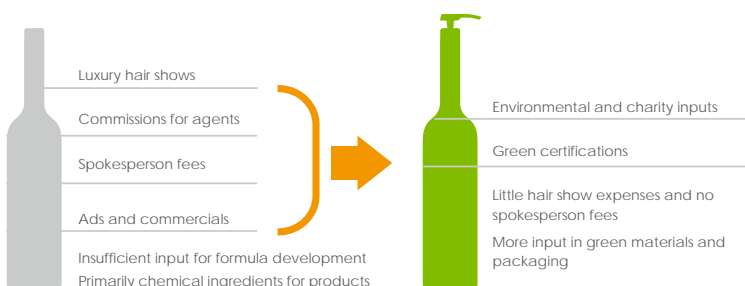 Luxury hair shows
Commissions for agents
Spokesperson fees
Ads and commercials
Insufficient input for formula development
Primarily chemical ingredients for products
Environmental and charity inputs
Green certifications
Little hair show expenses and no
spokesperson fees
More input in green materials and
packaging